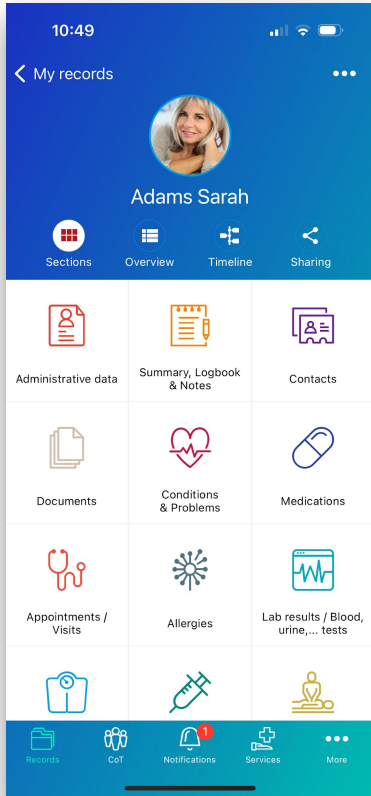 10:49
My records
Adams Sarah
Sections
Overview
Timeline
Sharing
Administrative data
Summary, Logbook
& Notes
Contacts
Documents
Conditions
& Problems
Medications
Appointments /
Visits
Allergies
Lab results / Blood,
urine,... tests
1
Records
CoT
Notifications
Services
More